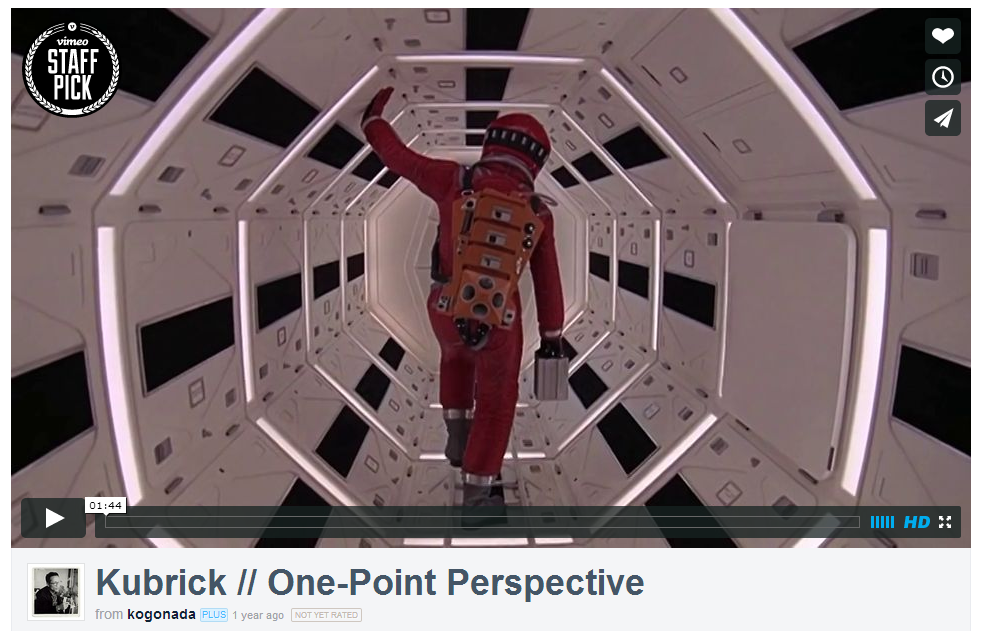 vimeo
STAFF
PICK
01:44
HD
Kubrick // One-Point Perspective
from kogonada PLUS 1 year ago NOT YET RATED